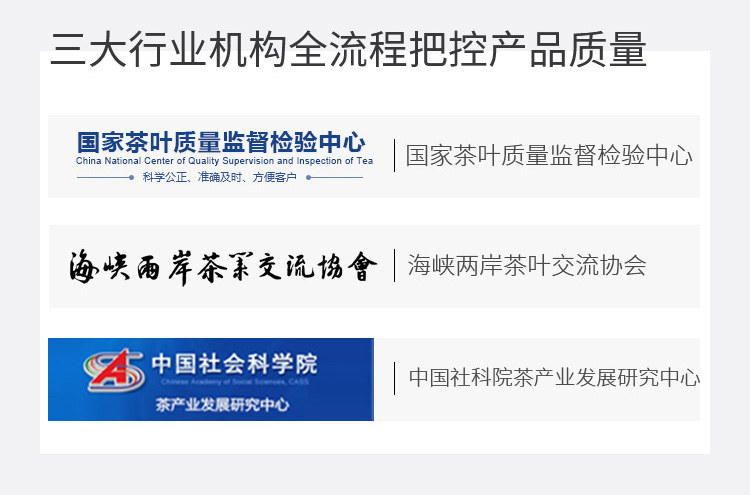 三大行业机构全流程把控产品质量
国家茶叶质量监督检验中心
China National Center of Quality Supervision and Inspection of Tea
科学公正、准确及时、方便客户
国家茶叶质量监督检验中心
海峡兩岸茶葉交流協會
海峡两岸茶叶交流协会
中国社会科学院
Chinese Academy of Social Sciences, CASS
茶产业发展研究中心
中国社科院茶产业发展研究中心